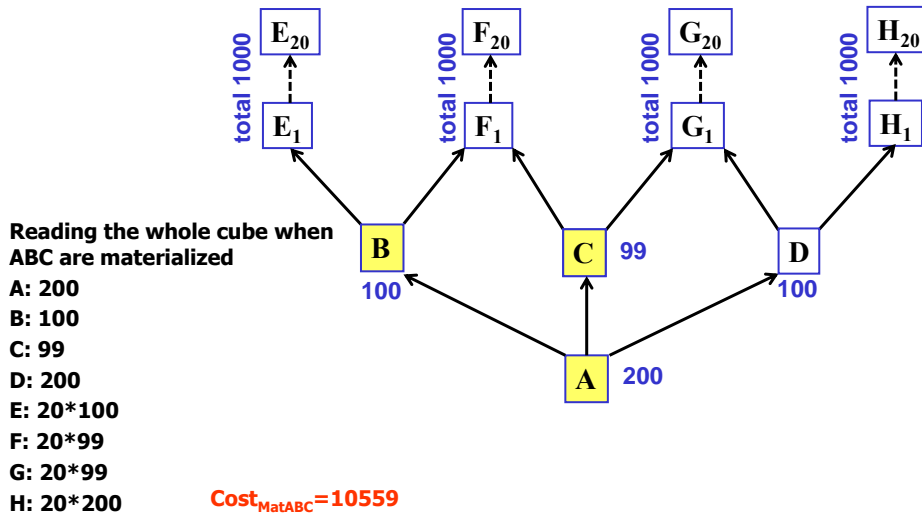 E20
F20
G20
H20
total 1000
total 1000
total 1000
total 1000
E1
F1
G1
H1
Reading the whole cube when
ABC are materialized
B
C
99
D
100
100
A: 200
B: 100
C: 99
D: 200
A
200
E: 20*100
F: 20*99
G: 20*99
H: 20*200
CostMatABC=10559